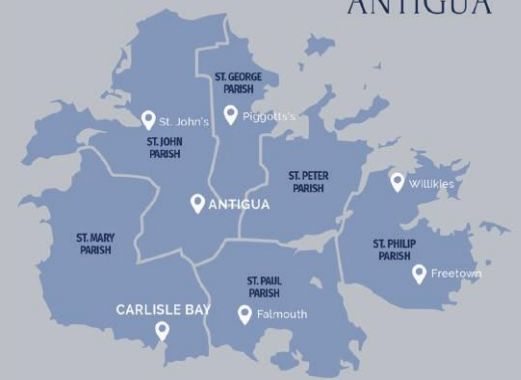 ANTIGUA
ST. GEORGE
PARISH
St. John's
Piggotts's
ST. JOHN
PARISH
ST. PETER
PARISH
Willikies
ANTIGUA
ST. MARY
PARISH
ST. PHILIP
PARISH
Freetown
ST. PAUL
PARISH
CARLISLE BAY
Falmouth